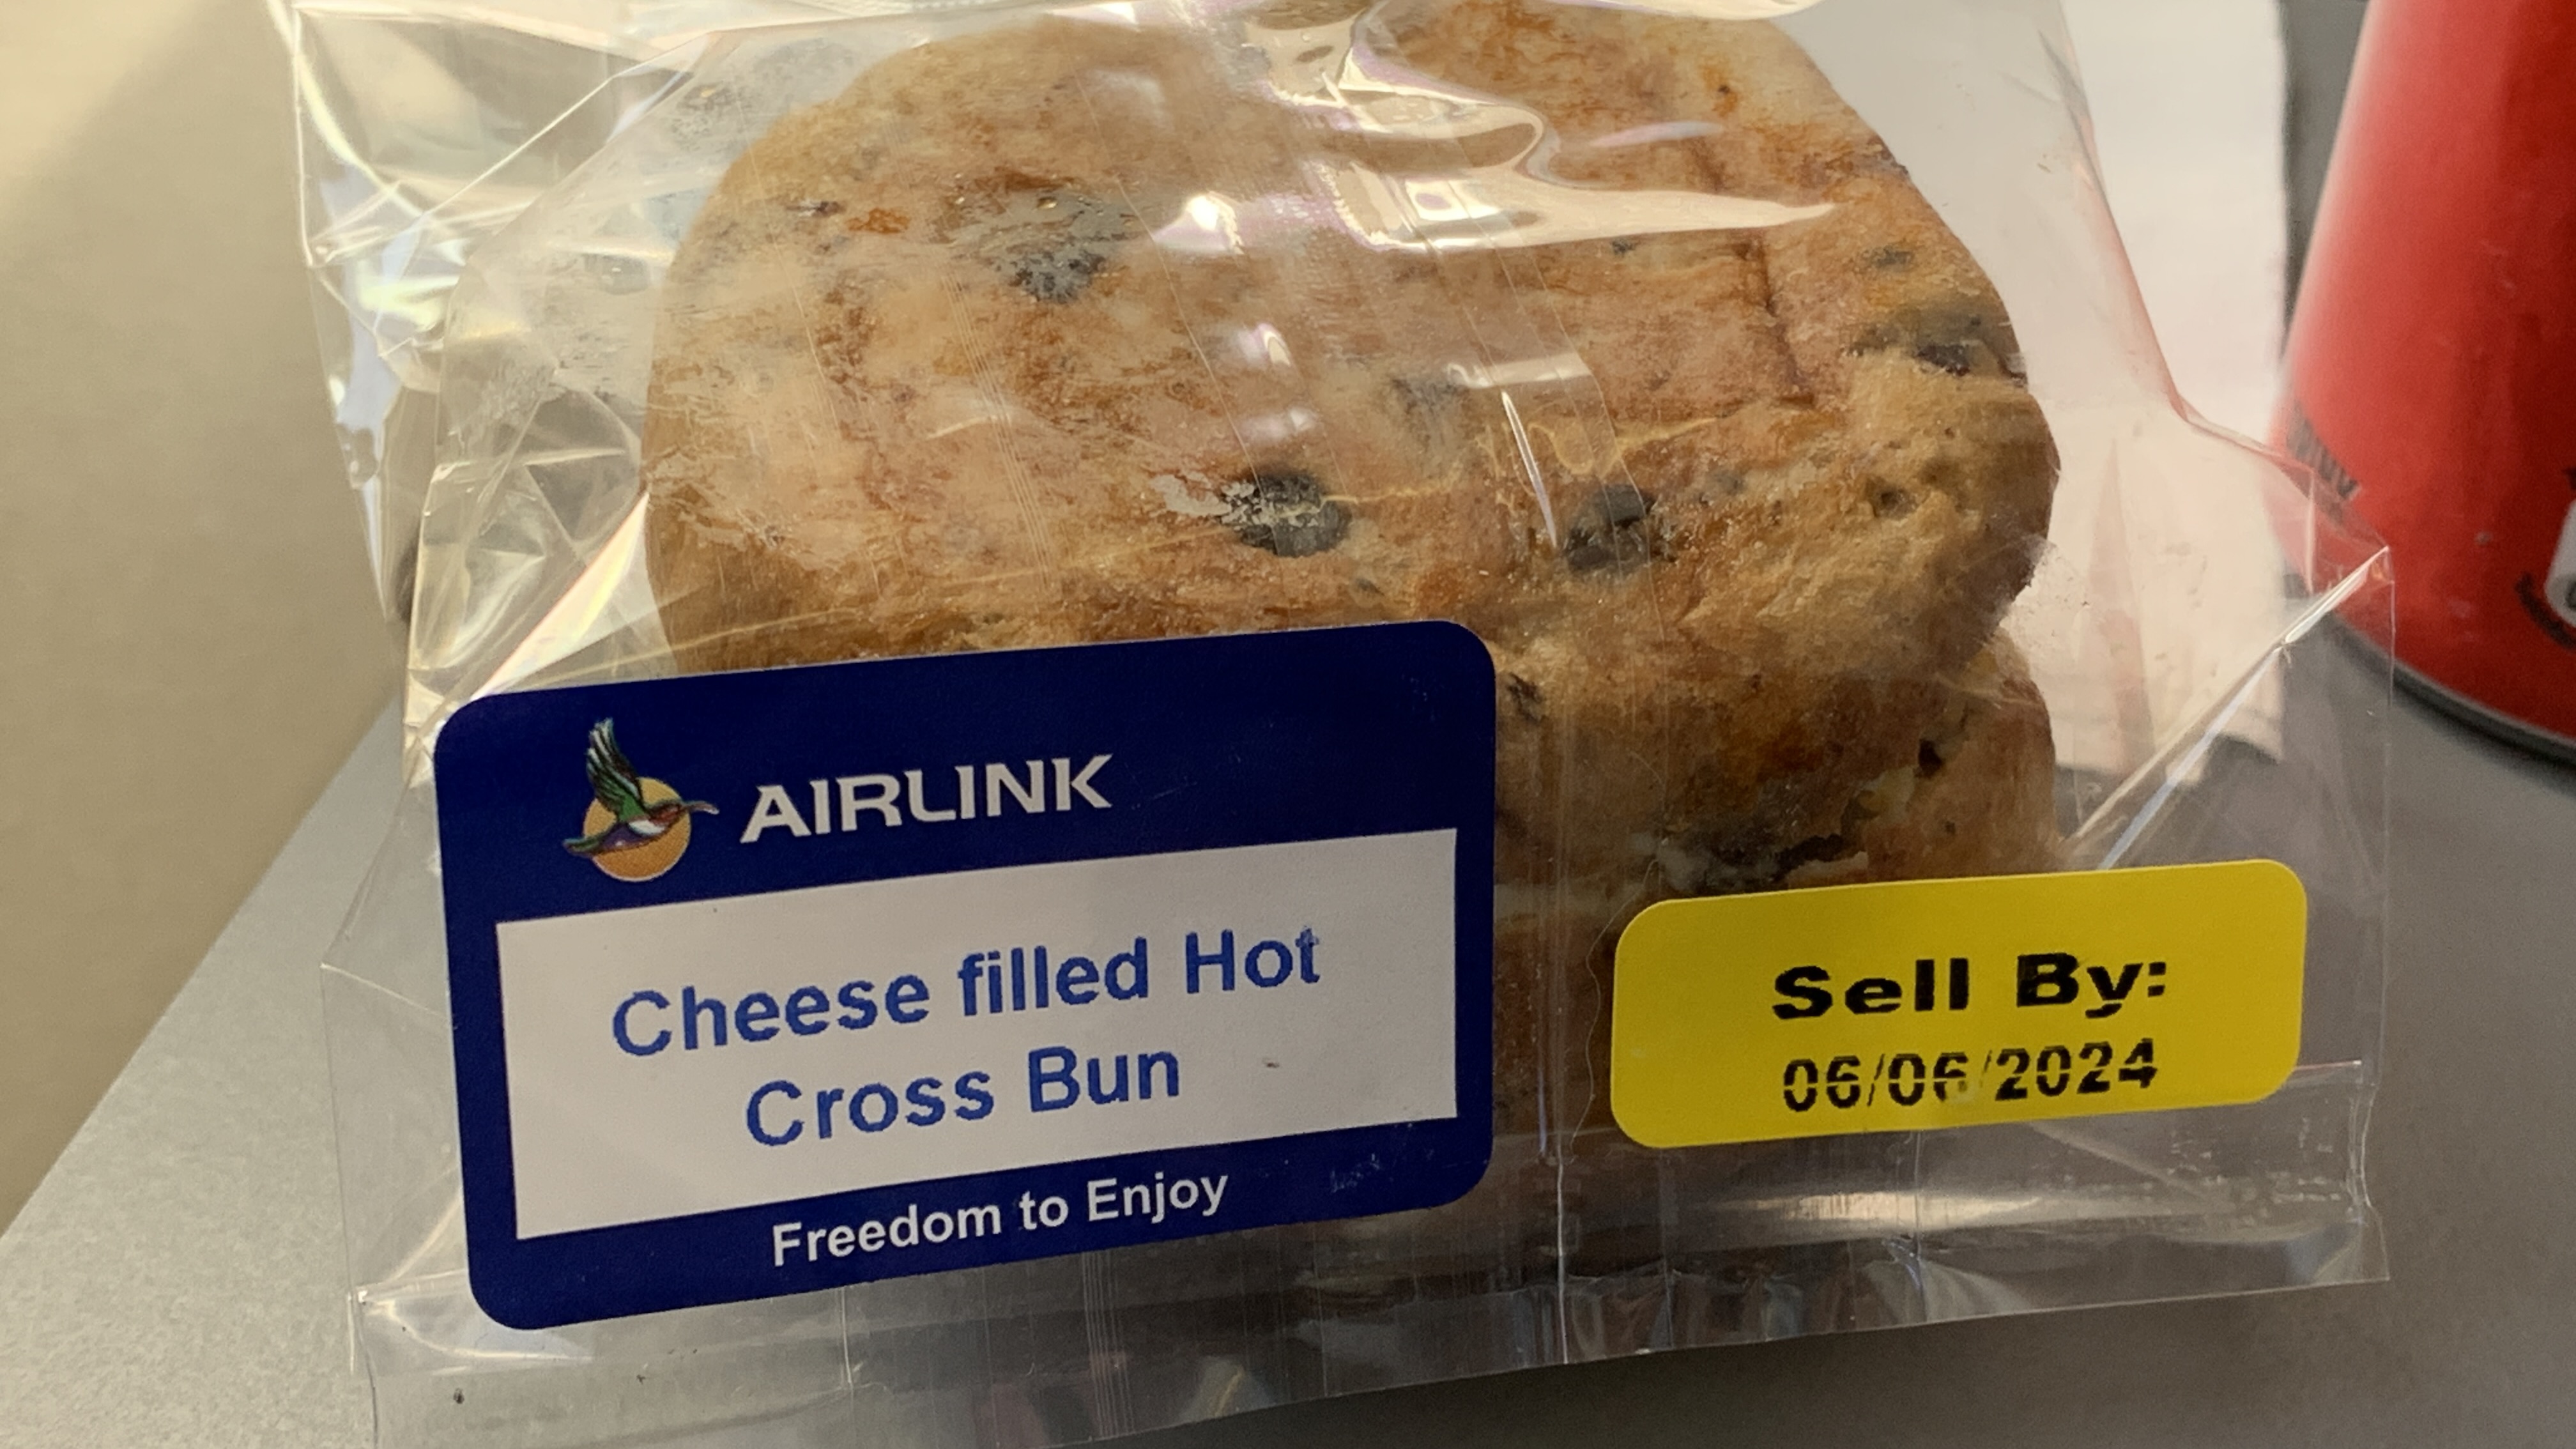 AIRLINK
Cheese filled Hot
Cross Bun
Freedom to Enjoy
Sell By:
06/06/2024